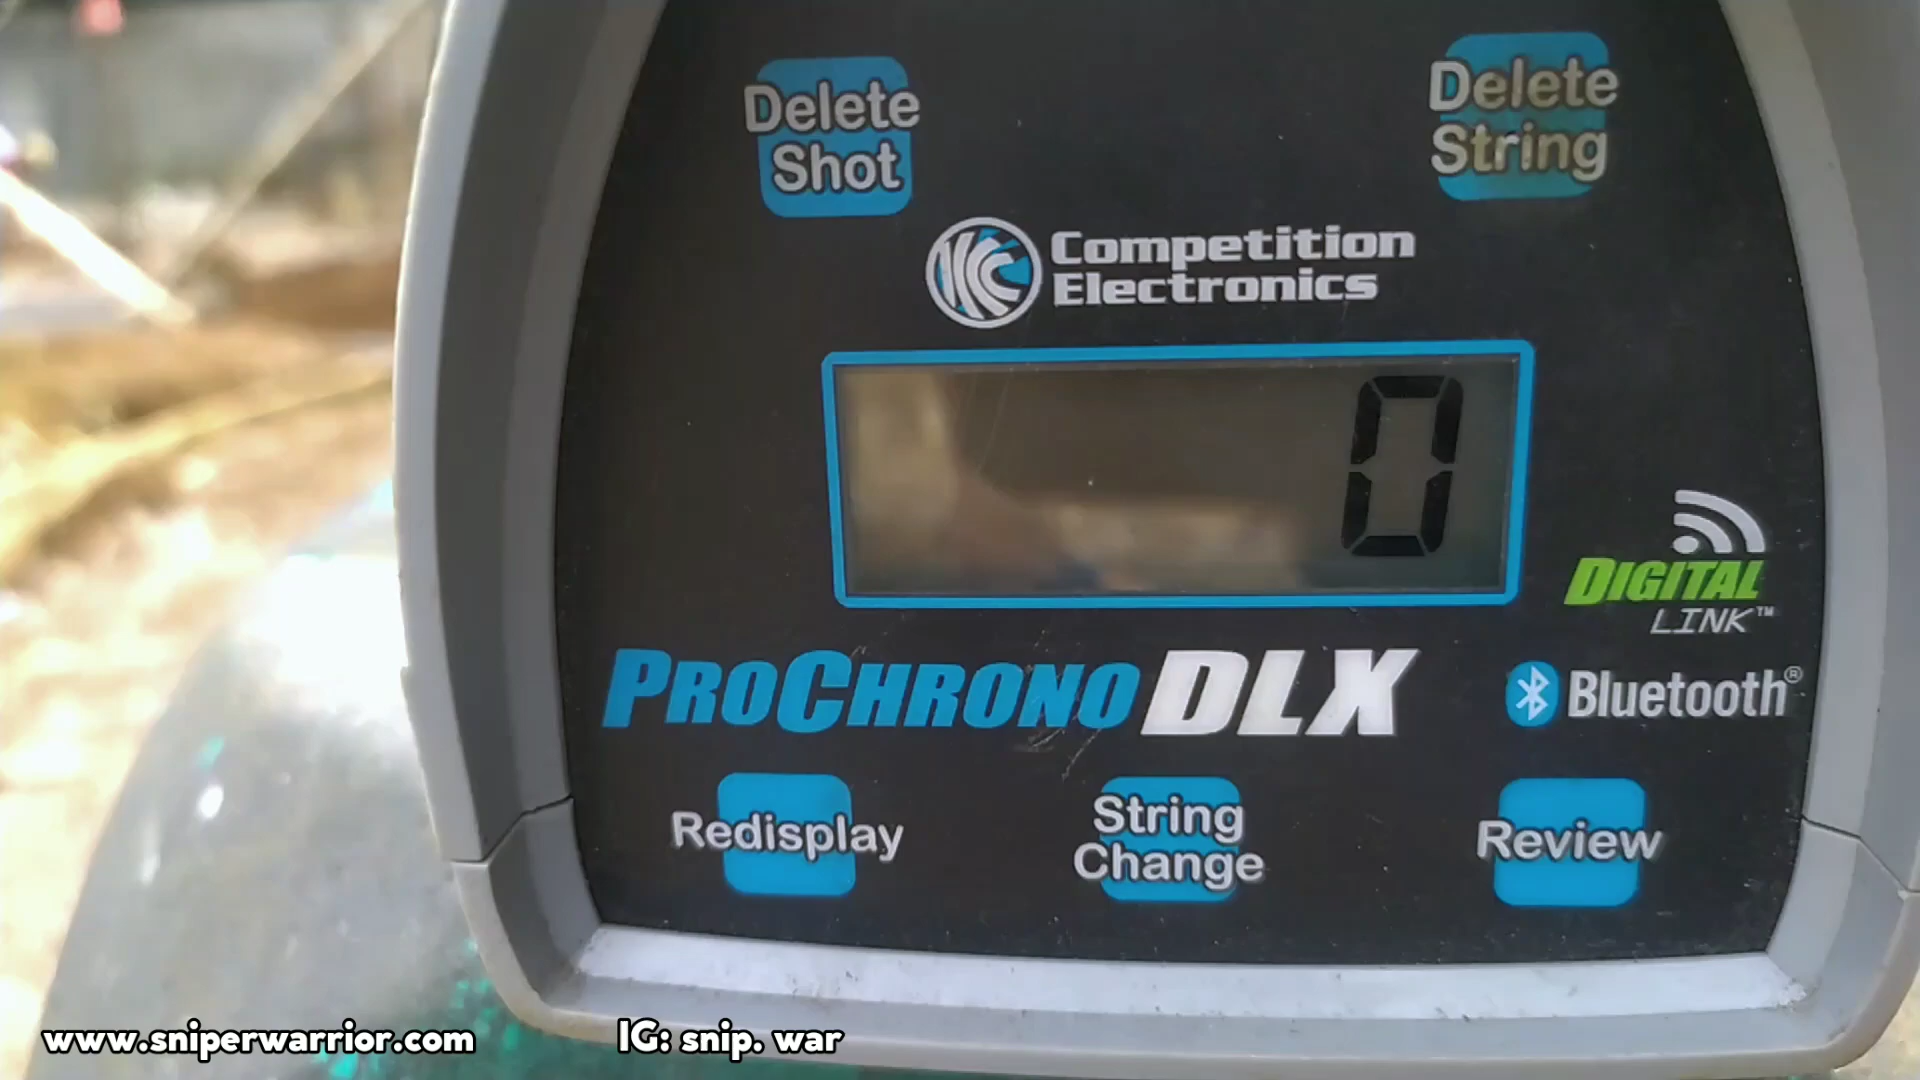 Delete
Shot
Delete
String
Competition
Electronics
0
DIGITAL
LINK™
PROCHRONO DLX
Bluetooth®
Redisplay
String
Change
Review
www.sniperwarrior.com
IG: snip. war